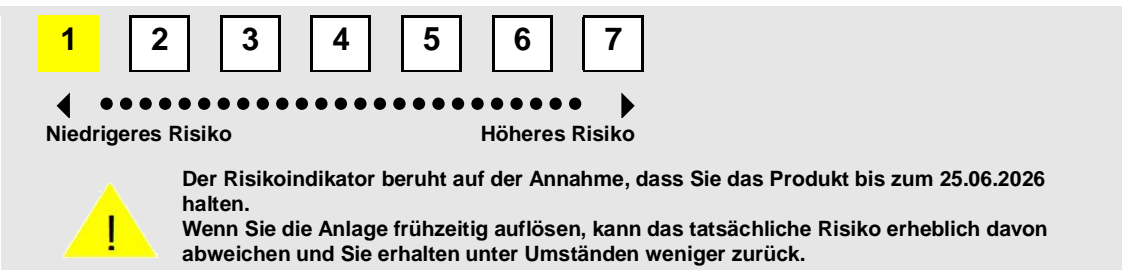 1 2 3 4 5 6 7
Niedrigeres Risiko Höheres Risiko
Der Risikoindikator beruht auf der Annahme, dass Sie das Produkt bis zum 25.06.2026
halten.
Wenn Sie die Anlage frühzeitig auflösen, kann das tatsächliche Risiko erheblich davon
abweichen und Sie erhalten unter Umständen weniger zurück.
!